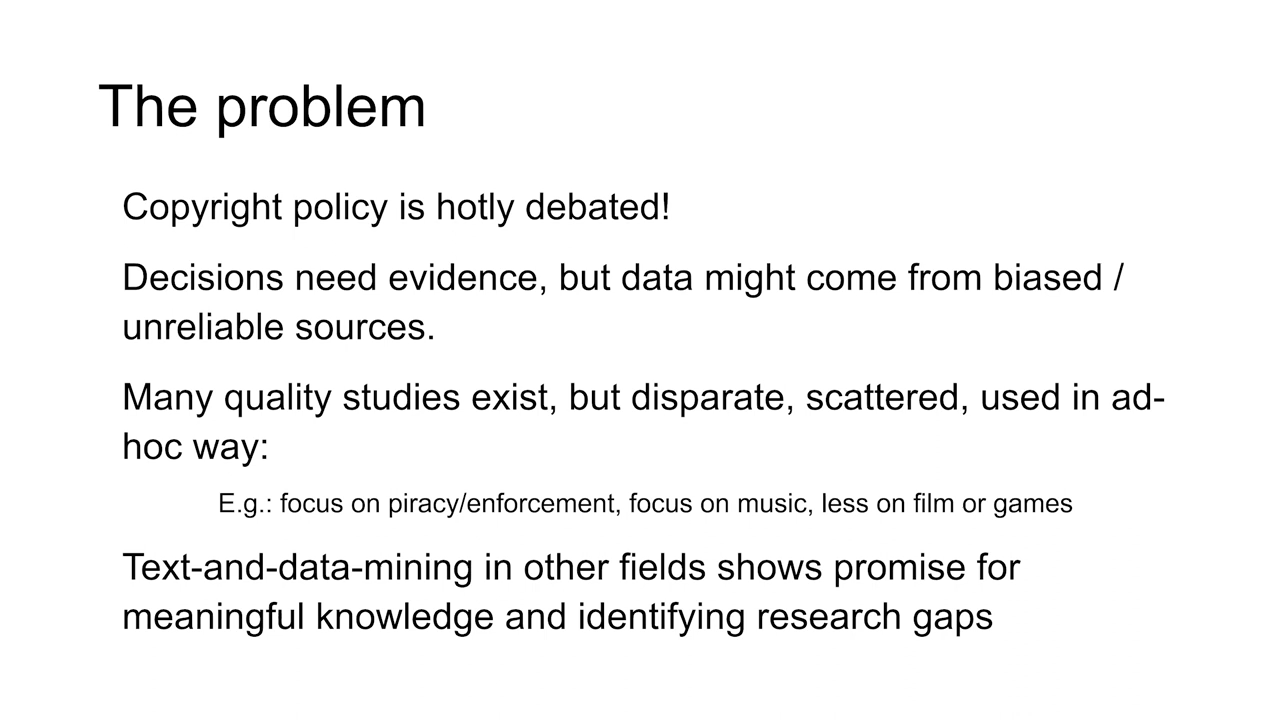 The problem
Copyright policy is hotly debated!
Decisions need evidence, but data might come from biased /
unreliable sources.
Many quality studies exist, but disparate, scattered, used in ad-
hoc way:
E.g.: focus on piracy/enforcement, focus on music, less on film or games
Text-and-data-mining in other fields shows promise for
meaningful knowledge and identifying research gaps